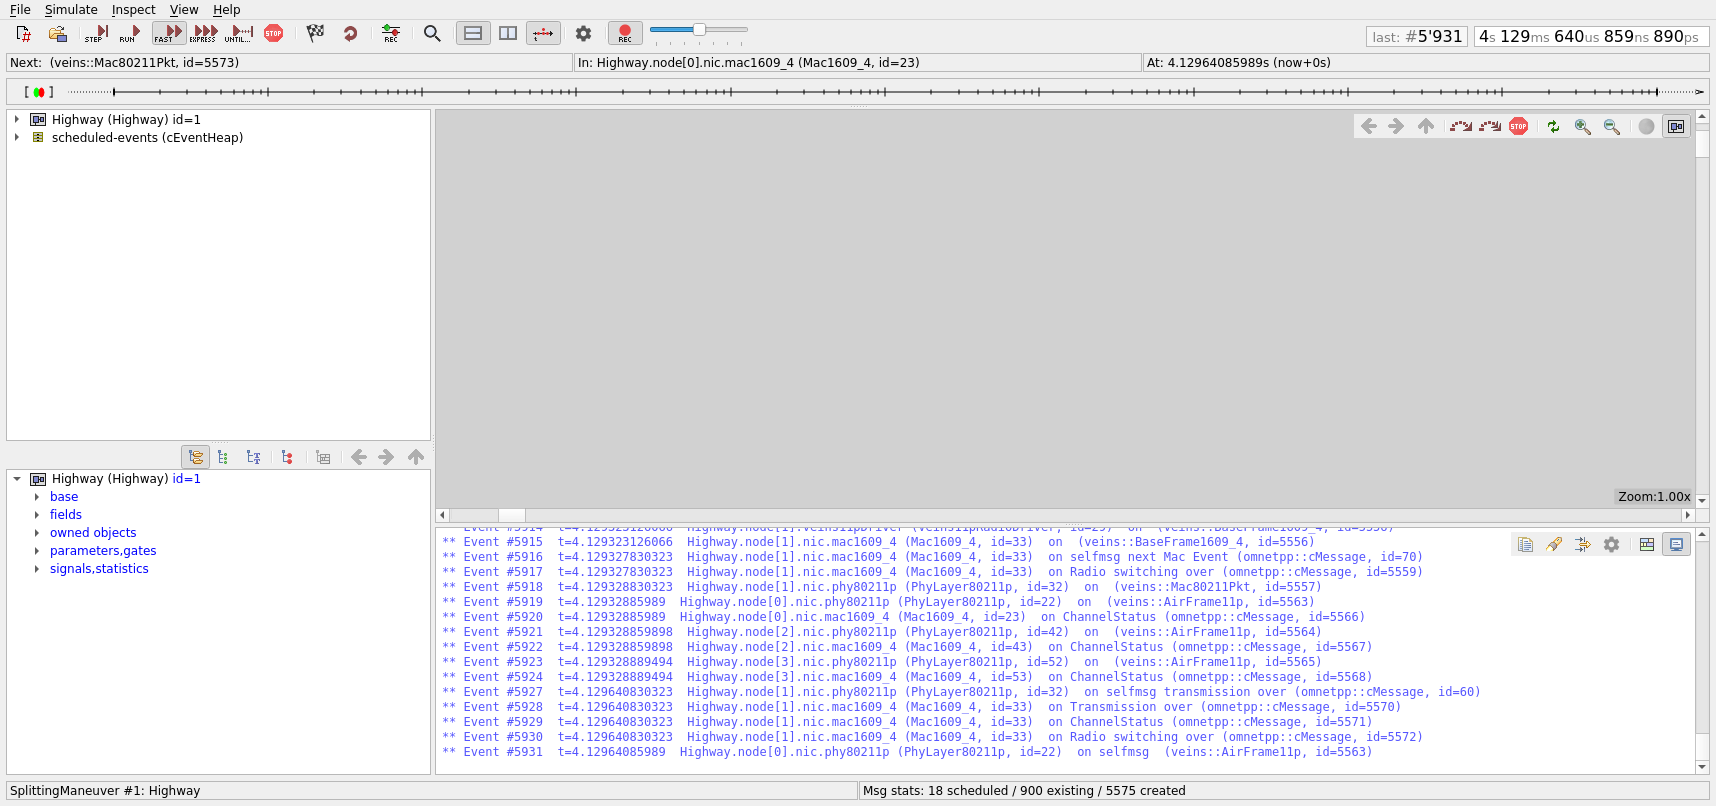 File Simulate Inspect View Help
STEP RUN FAST EXPRESS UNTIL... STOP REC REC last: #5'931 4s 129ms 640us 859ns 890ps
Next: (veins::Mac80211Pkt, id=5573) In: Highway.node[0].nic.mac1609_4 (Mac1609_4, id=23) At: 4.12964085989s (now+0s)
Highway (Highway) id=1
scheduled-events (cEventHeap)
STOP
Zoom:1.00x
Highway (Highway) id=1
base
fields
owned objects
parameters,gates
signals,statistics
** Event #5914 t=4.129323126066 Highway.node[1].veins11pDriver (Veins11pRadioDriver, id=29) on (veins::BaseFrame1609_4, id=5556)
** Event #5915 t=4.129323126066 Highway.node[1].nic.mac1609_4 (Mac1609_4, id=33) on (veins::BaseFrame1609_4, id=5556)
** Event #5916 t=4.129327830323 Highway.node[1].nic.mac1609_4 (Mac1609_4, id=33) on selfmsg next Mac Event (omnetpp::cMessage, id=70)
** Event #5917 t=4.129327830323 Highway.node[1].nic.mac1609_4 (Mac1609_4, id=33) on Radio switching over (omnetpp::cMessage, id=5559)
** Event #5918 t=4.129328830323 Highway.node[1].nic.phy80211p (PhyLayer80211p, id=32) on (veins::Mac80211Pkt, id=5557)
** Event #5919 t=4.12932885989 Highway.node[0].nic.phy80211p (PhyLayer80211p, id=22) on (veins::AirFrame11p, id=5563)
** Event #5920 t=4.12932885989 Highway.node[0].nic.mac1609_4 (Mac1609_4, id=23) on ChannelStatus (omnetpp::cMessage, id=5566)
** Event #5921 t=4.129328859898 Highway.node[2].nic.phy80211p (PhyLayer80211p, id=42) on (veins::AirFrame11p, id=5564)
** Event #5922 t=4.129328859898 Highway.node[2].nic.mac1609_4 (Mac1609_4, id=43) on ChannelStatus (omnetpp::cMessage, id=5567)
** Event #5923 t=4.129328889494 Highway.node[3].nic.phy80211p (PhyLayer80211p, id=52) on (veins::AirFrame11p, id=5565)
** Event #5924 t=4.129328889494 Highway.node[3].nic.mac1609_4 (Mac1609_4, id=53) on ChannelStatus (omnetpp::cMessage, id=5568)
** Event #5927 t=4.129640830323 Highway.node[1].nic.phy80211p (PhyLayer80211p, id=32) on selfmsg transmission over (omnetpp::cMessage, id=60)
** Event #5928 t=4.129640830323 Highway.node[1].nic.mac1609_4 (Mac1609_4, id=33) on Transmission over (omnetpp::cMessage, id=5570)
** Event #5929 t=4.129640830323 Highway.node[1].nic.mac1609_4 (Mac1609_4, id=33) on ChannelStatus (omnetpp::cMessage, id=5571)
** Event #5930 t=4.129640830323 Highway.node[1].nic.mac1609_4 (Mac1609_4, id=33) on Radio switching over (omnetpp::cMessage, id=5572)
** Event #5931 t=4.12964085989 Highway.node[0].nic.phy80211p (PhyLayer80211p, id=22) on selfmsg (veins::AirFrame11p, id=5563)
SplittingManeuver #1: Highway Msg stats: 18 scheduled / 900 existing / 5575 created